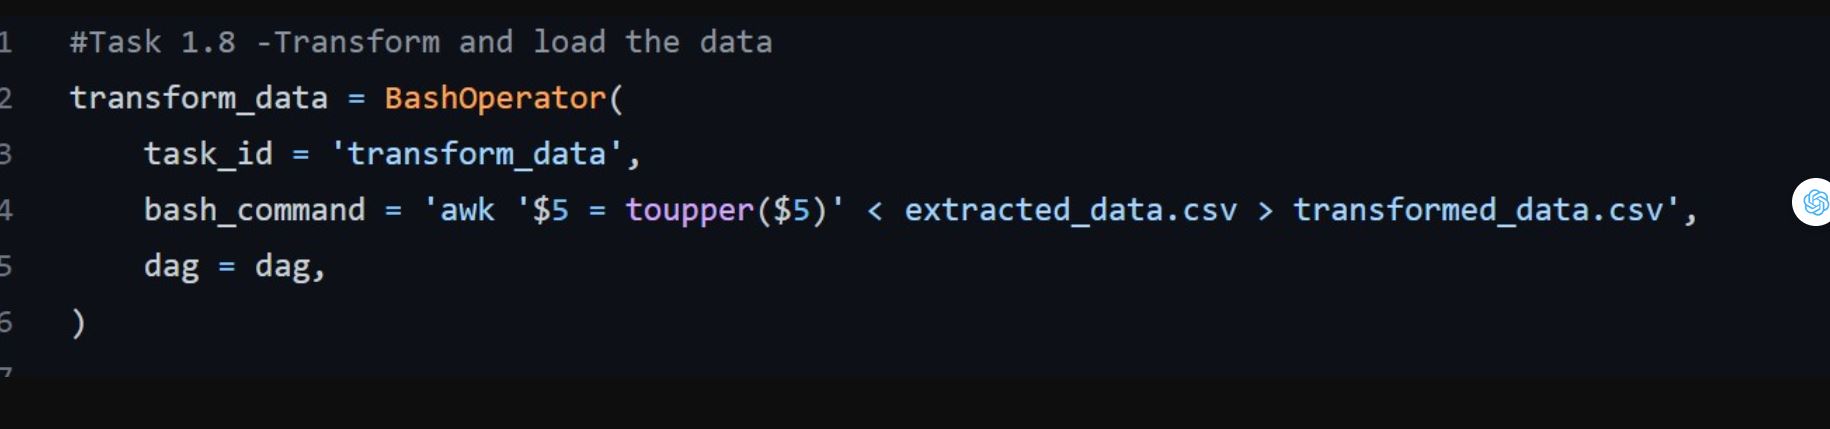 1 #Task 1.8 -Transform and load the data
2 transform_data = BashOperator(
3 task_id = 'transform_data',
4 bash_command = 'awk '$5 = toupper($5)' < extracted_data.csv > transformed_data.csv',
5 dag = dag,
6 )
7